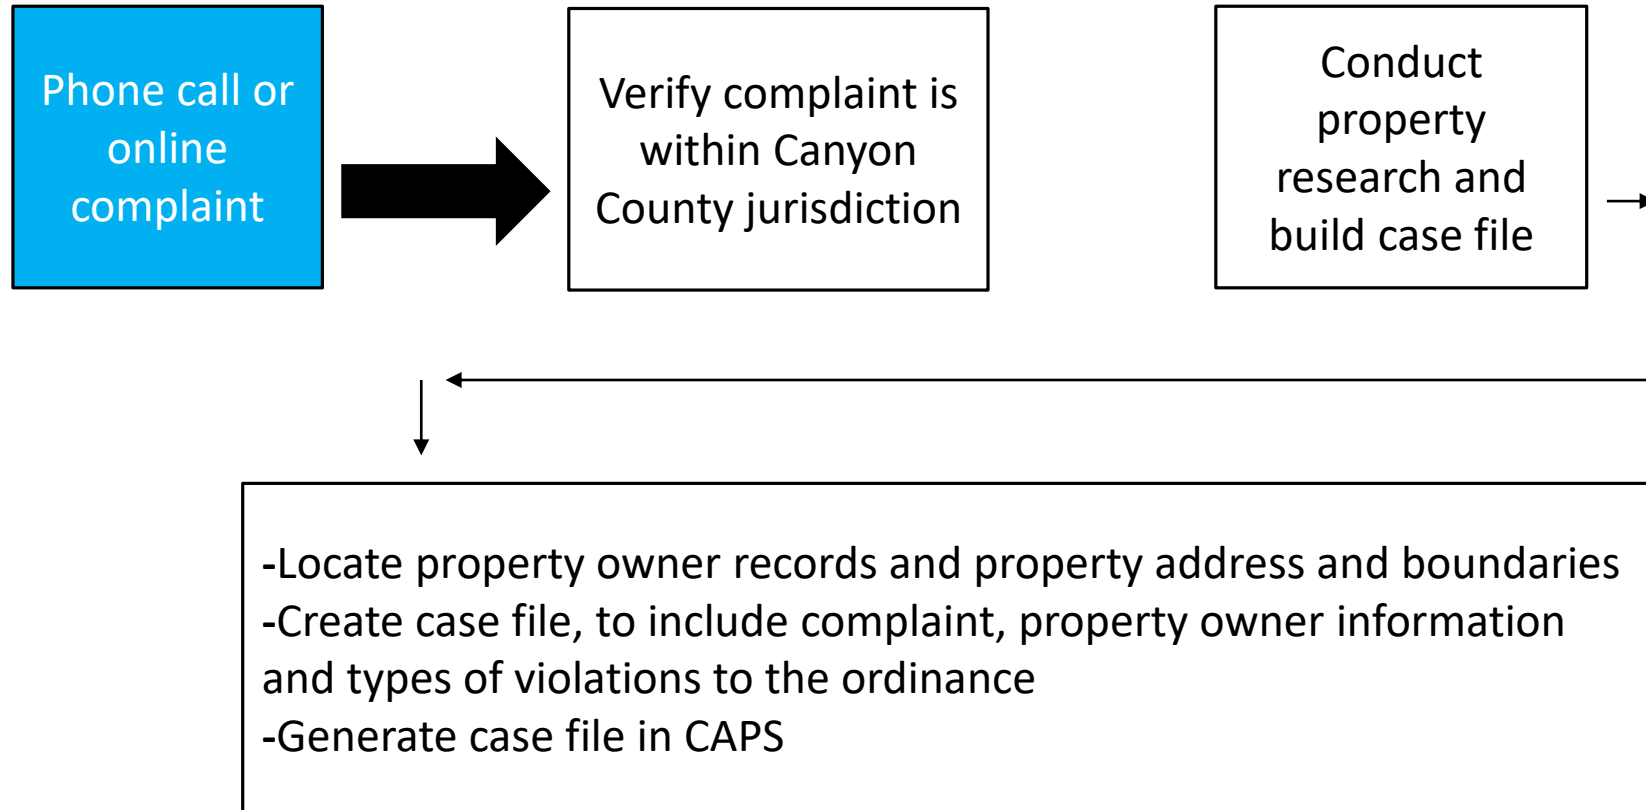 Phone call or
online
complaint
Verify complaint is
within Canyon
County jurisdiction
Conduct
property
research and
build case file
-Locate property owner records and property address and boundaries
-Create case file, to include complaint, property owner information
and types of violations to the ordinance
-Generate case file in CAPS